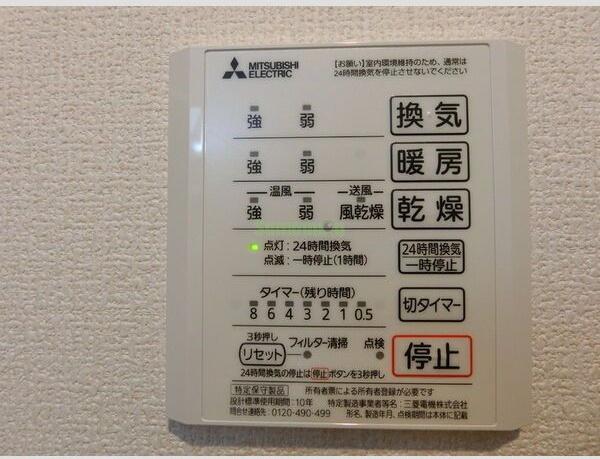 MITSUBISHI
ELECTRIC
【お願い】室内環境維持のため、通常は
24時間換気を停止させないでください
強 弱 換気
強 弱 暖房
温風 送風
強 弱 風乾燥 乾燥
点灯：24時間換気
点滅：一時停止(1時間)
24時間換気
一時停止
タイマー(残り時間)
8 6 4 3 2 1 0.5
切タイマー
3秒押し
リセット フィルター清掃 点検
停止
24時間換気の停止は停止ボタンを3秒押し
特定保守製品 所有者票による所有者登録が必要です
設計標準使用期間：10年 特定製造事業者等名：三菱電機株式会社
問合せ連絡先：0120-490-499 形名、製造年月、点検期間は本体に記載